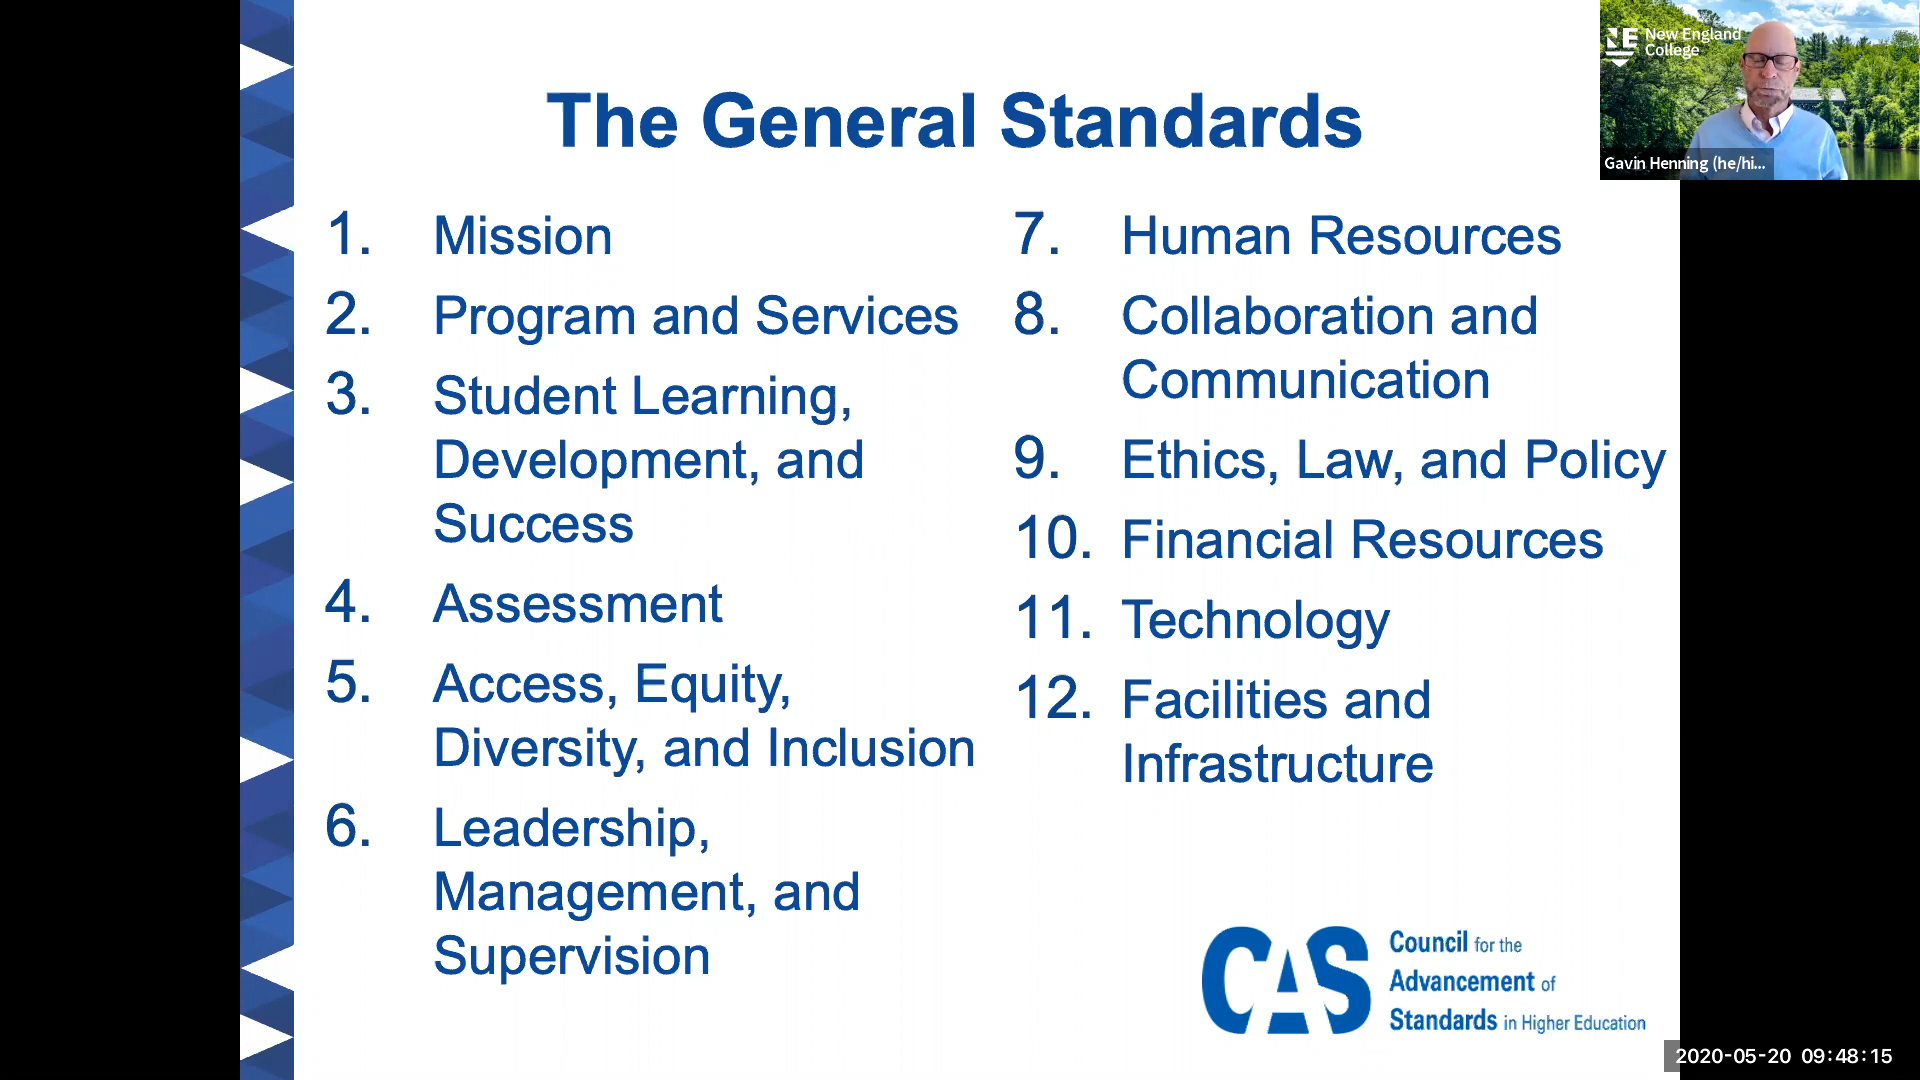 The General Standards
1. Mission
2. Program and Services
3. Student Learning,
Development, and
Success
4. Assessment
5. Access, Equity,
Diversity, and Inclusion
6. Leadership,
Management, and
Supervision
7. Human Resources
8. Collaboration and
Communication
9. Ethics, Law, and Policy
10. Financial Resources
11. Technology
12. Facilities and
Infrastructure
CAS
Council for the
Advancement of
Standards in Higher Education
NE
New England
College
Gavin Henning (he/hi...
2020-05-20 09:48:15